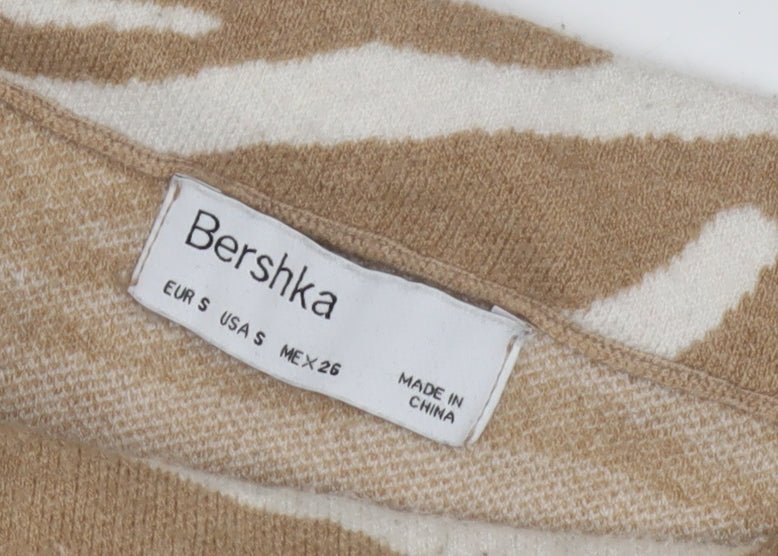 Bershka
EUR S USA S MEX 26
MADE IN
CHINA